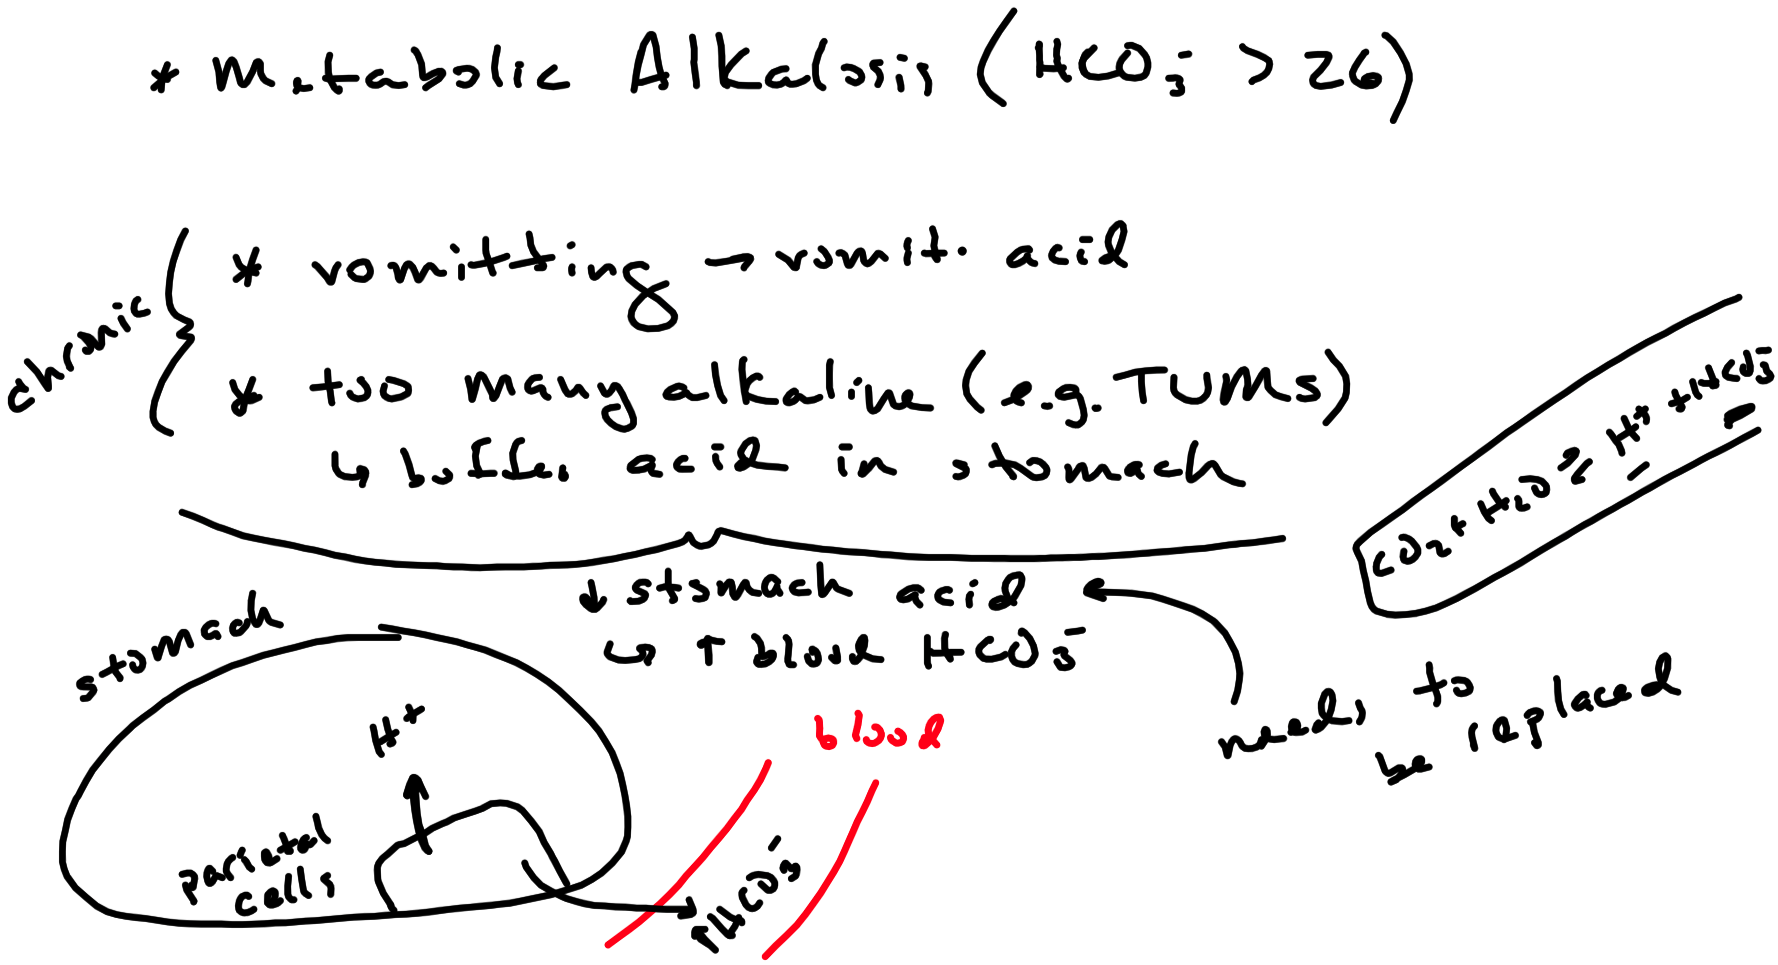 * Metabolic Alkalosis (HCO₃⁻ > 26)
chronic
* vomitting → vomit. acid
* too many alkaline (e.g. TUMS)
↳ buffer acid in stomach
CO₂ + H₂O ⇌ H⁺ + HCO₃⁻
↓ stomach acid
↳ ↑ blood HCO₃⁻
needs to
be replaced
stomach
H⁺
parietal
cells
blood
↑HCO₃⁻